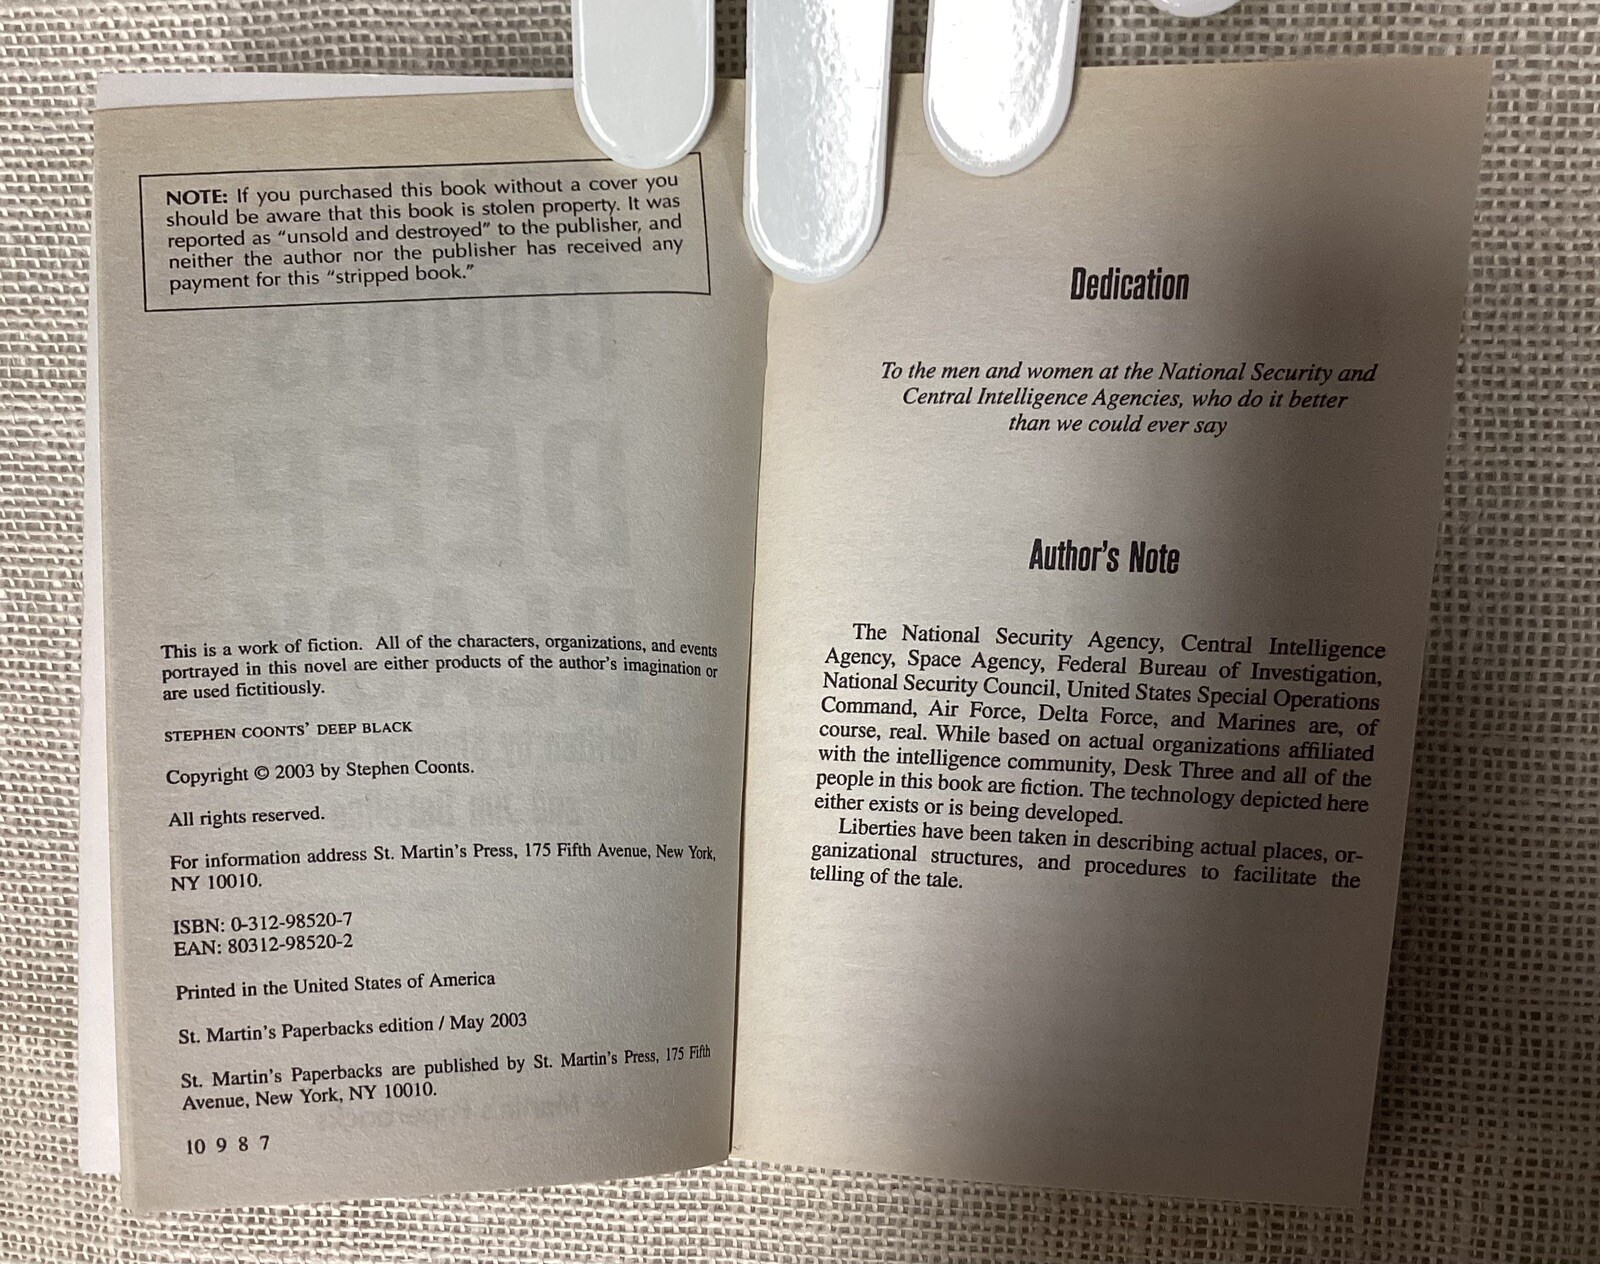 NOTE: If you purchased this book without a cover you
should be aware that this book is stolen property. It was
reported as “unsold and destroyed” to the publisher, and
neither the author nor the publisher has received any
payment for this “stripped book.”
This is a work of fiction. All of the characters, organizations, and events
portrayed in this novel are either products of the author's imagination or
are used fictitiously.
STEPHEN COONTS' DEEP BLACK
Copyright © 2003 by Stephen Coonts.
All rights reserved.
For information address St. Martin's Press, 175 Fifth Avenue, New York,
NY 10010.
ISBN: 0-312-98520-7
EAN: 80312-98520-2
Printed in the United States of America
St. Martin's Paperbacks edition / May 2003
St. Martin's Paperbacks are published by St. Martin's Press, 175 Fifth
Avenue, New York, NY 10010.
10 9 8 7
Dedication
To the men and women at the National Security and
Central Intelligence Agencies, who do it better
than we could ever say
Author's Note
The National Security Agency, Central Intelligence
Agency, Space Agency, Federal Bureau of Investigation,
National Security Council, United States Special Operations
Command, Air Force, Delta Force, and Marines are, of
course, real. While based on actual organizations affiliated
with the intelligence community, Desk Three and all of the
people in this book are fiction. The technology depicted here
either exists or is being developed.
Liberties have been taken in describing actual places, or-
ganizational structures, and procedures to facilitate the
telling of the tale.